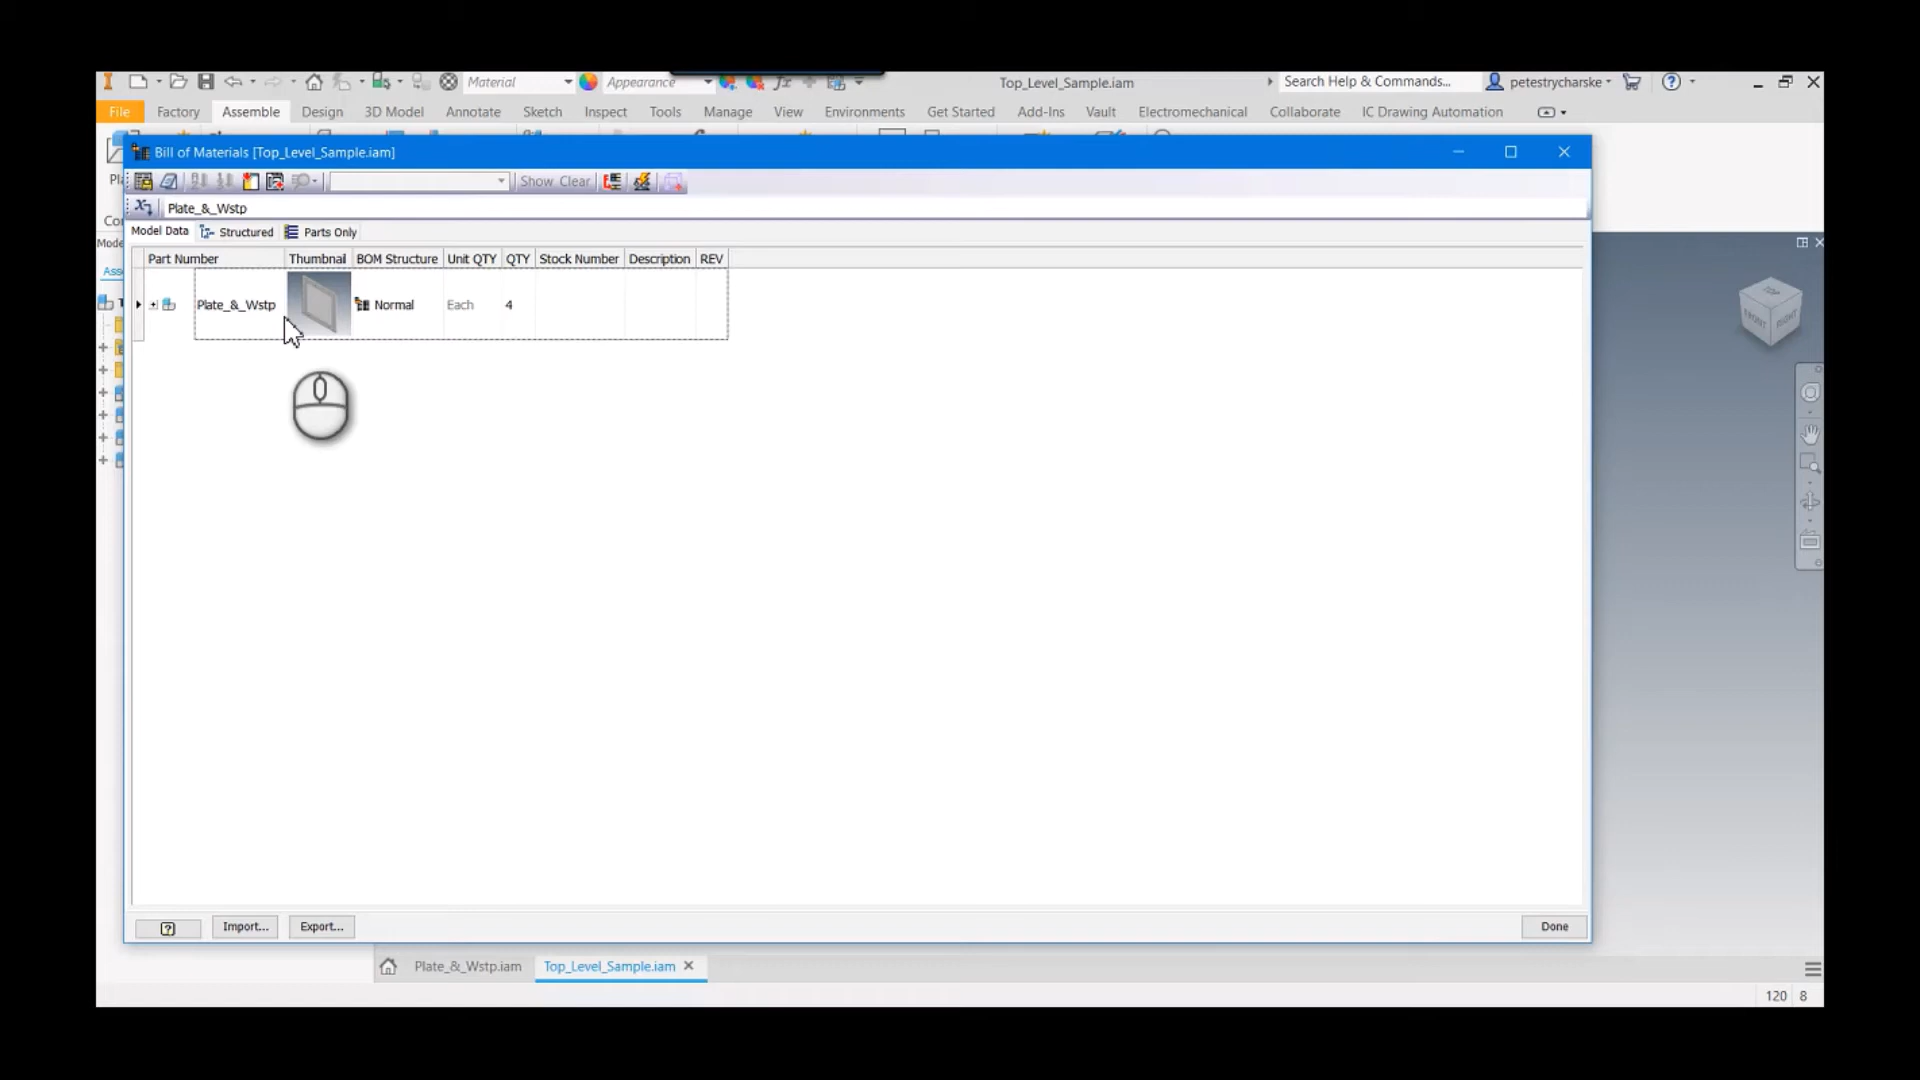 Material
Appearance
Top_Level_Sample.iam
Search Help & Commands...
petestrycharske
File Factory Assemble Design 3D Model Annotate Sketch Inspect Tools Manage View Environments Get Started Add-Ins Vault Electromechanical Collaborate IC Drawing Automation
Bill of Materials [Top_Level_Sample.iam]
Show Clear
Plate_&_Wstp
Model Data Structured Parts Only
Part Number Thumbnail BOM Structure Unit QTY QTY Stock Number Description REV
Plate_&_Wstp Normal Each 4
FRONT RIGHT
Import... Export... Done
Plate_&_Wstp.iam Top_Level_Sample.iam
120 8